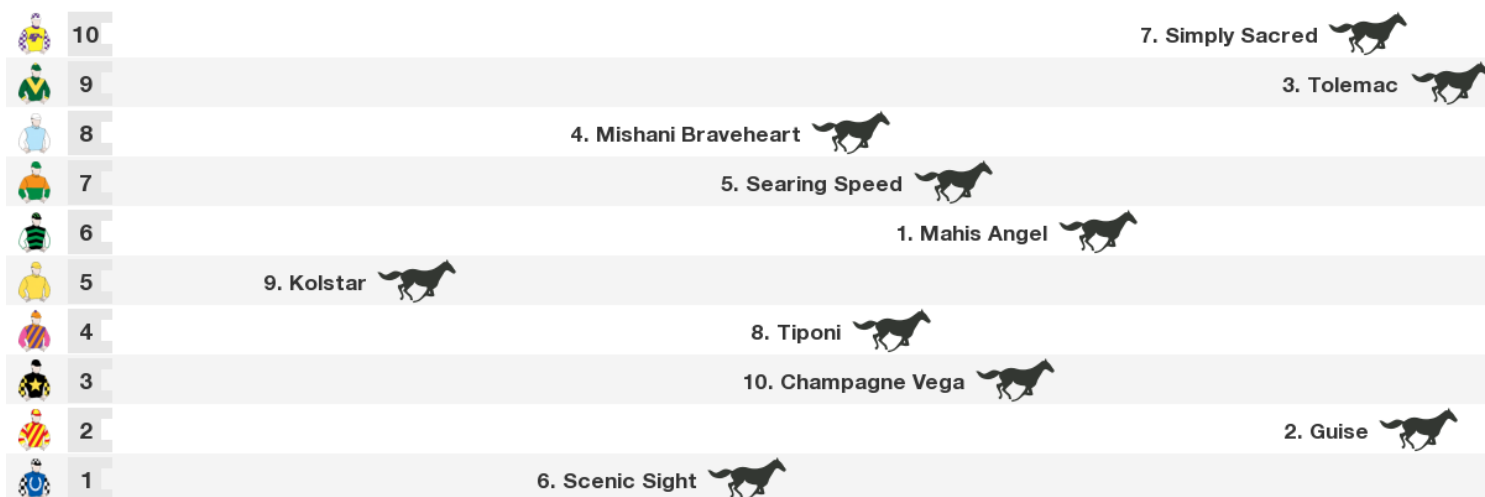 10 7. Simply Sacred
9 3. Tolemac
8 4. Mishani Braveheart
7 5. Searing Speed
6 1. Mahis Angel
5 9. Kolstar
4 8. Tiponi
3 10. Champagne Vega
2 2. Guise
1 6. Scenic Sight